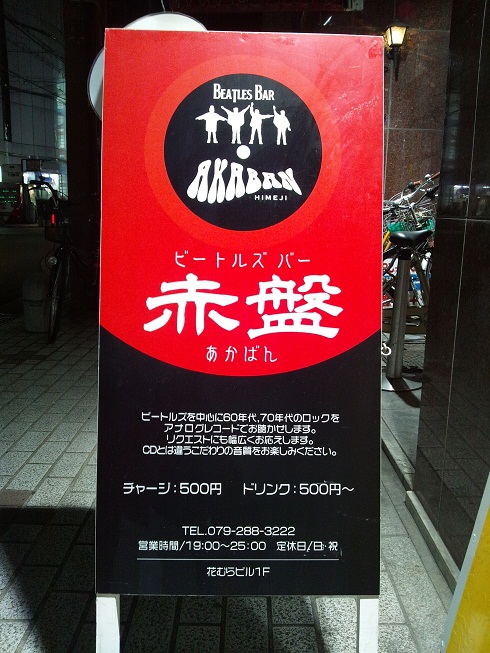 BEATLES BAR
AKABAN
HIMEJI
ビートルズ バー
赤盤
あかばん
ビートルズを中心に60年代、70年代のロックを
アナログレコードでお聴かせします。
リクエストにも幅広くお応えします。
CDとは違うこだわりの音質をお楽しみください。
チャージ：500円　ドリンク：500円〜
TEL.079-288-3222
営業時間/19:00〜25:00　定休日/日・祝
花むらビル1F